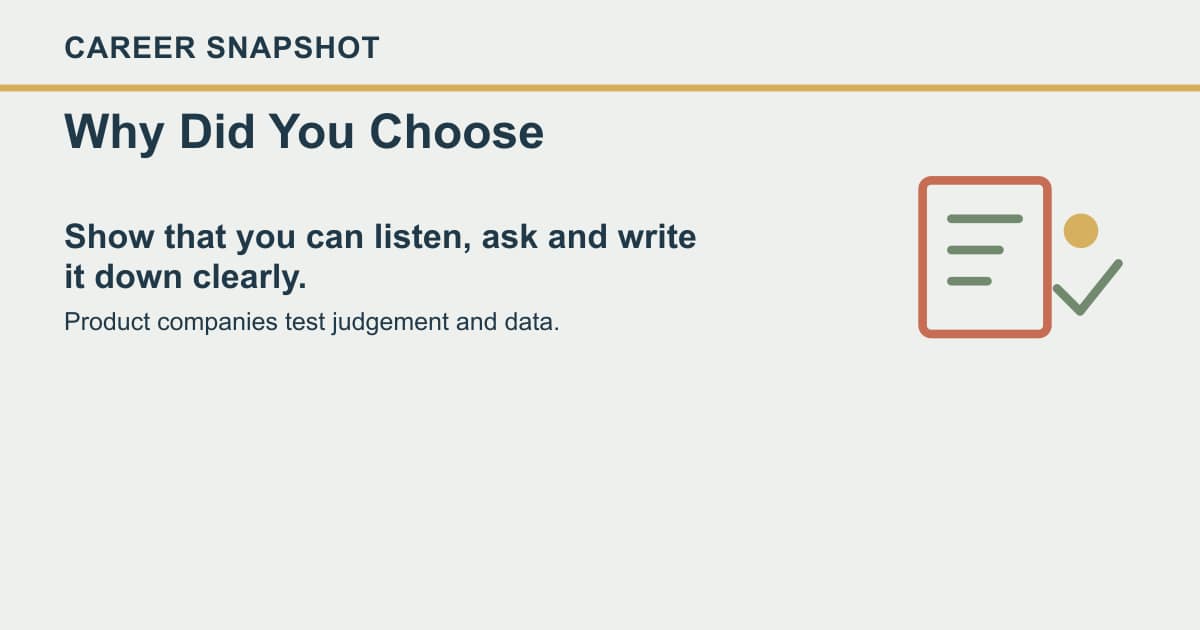 CAREER SNAPSHOT
Why Did You Choose
Show that you can listen, ask and write
it down clearly.
Product companies test judgement and data.